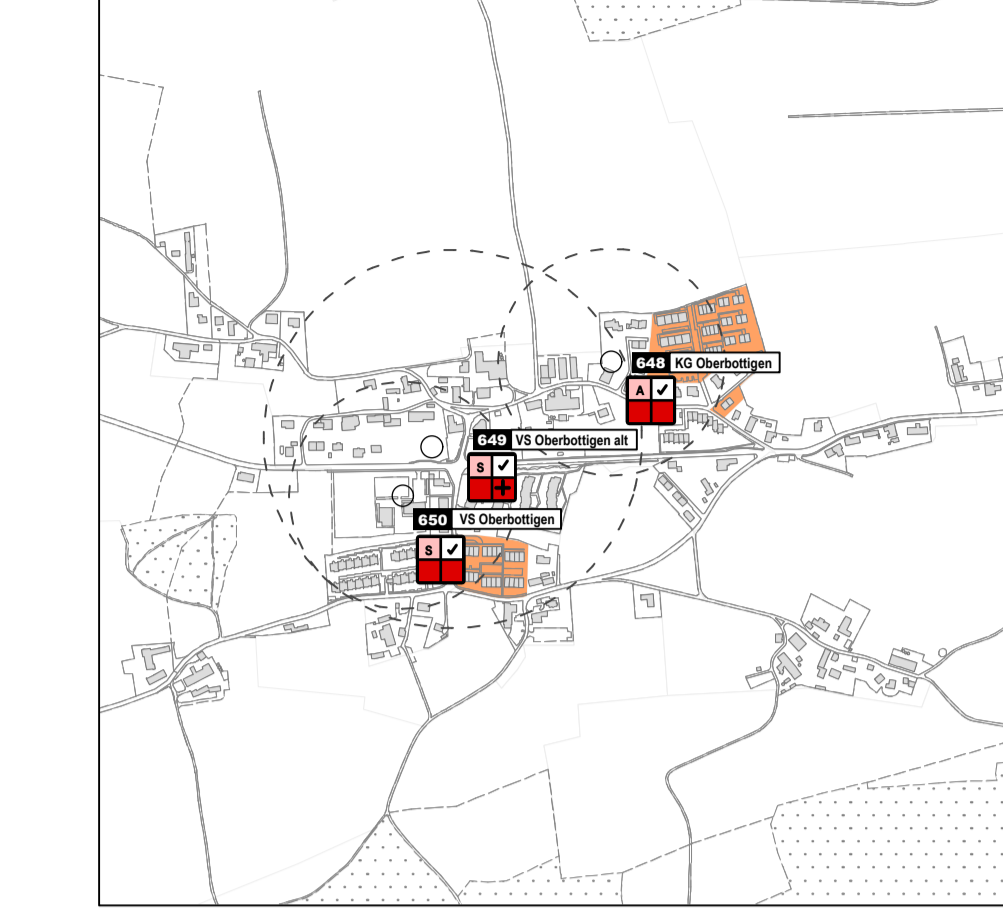 648 KG Oberbottigen
A ✓
649 VS Oberbottigen alt
S ✓
+
650 VS Oberbottigen
S ✓